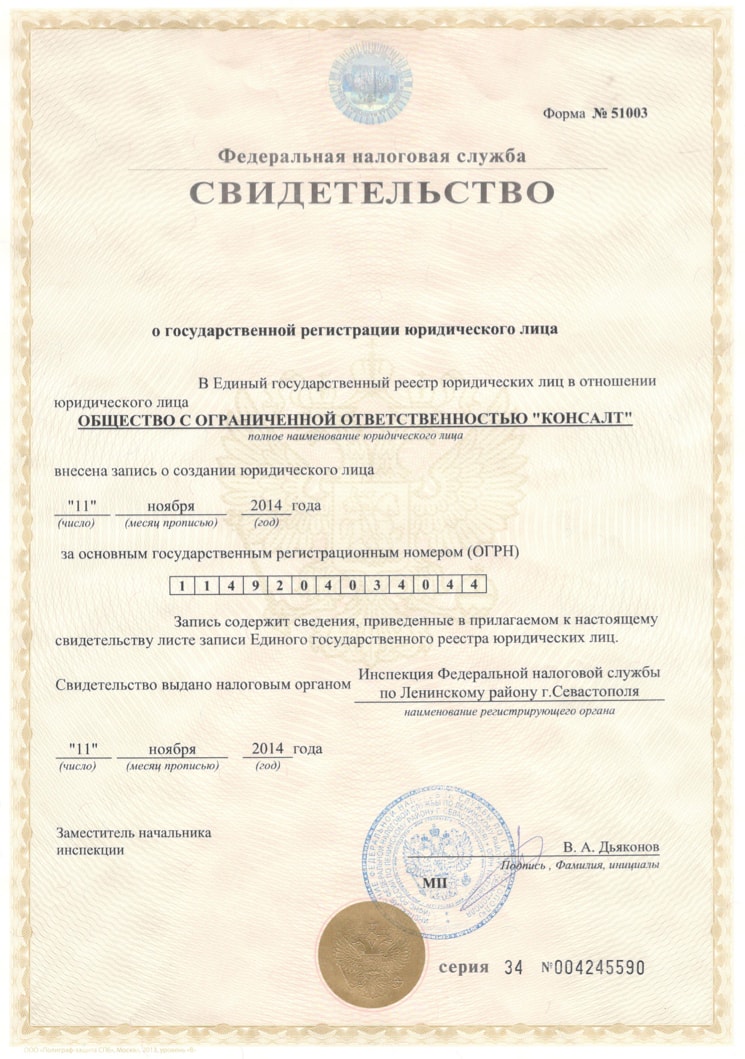 Форма № 51003
Федеральная налоговая служба
СВИДЕТЕЛЬСТВО
о государственной регистрации юридического лица
В Единый государственный реестр юридических лиц в отношении
юридического лица
ОБЩЕСТВО С ОГРАНИЧЕННОЙ ОТВЕТСТВЕННОСТЬЮ "КОНСАЛТ"
полное наименование юридического лица
внесена запись о создании юридического лица
"11" ноября 2014 года
(число) (месяц прописью) (год)
за основным государственным регистрационным номером (ОГРН)
1 1 4 9 2 0 4 0 3 4 0 4 4
Запись содержит сведения, приведенные в прилагаемом к настоящему
свидетельству листе записи Единого государственного реестра юридических лиц.
Свидетельство выдано налоговым органом Инспекция Федеральной налоговой службы
по Ленинскому району г.Севастополя
наименование регистрирующего органа
"11" ноября 2014 года
(число) (месяц прописью) (год)
Заместитель начальника
инспекции
В. А. Дьяконов
Подпись , Фамилия, инициалы
МП
серия 34 №004245590